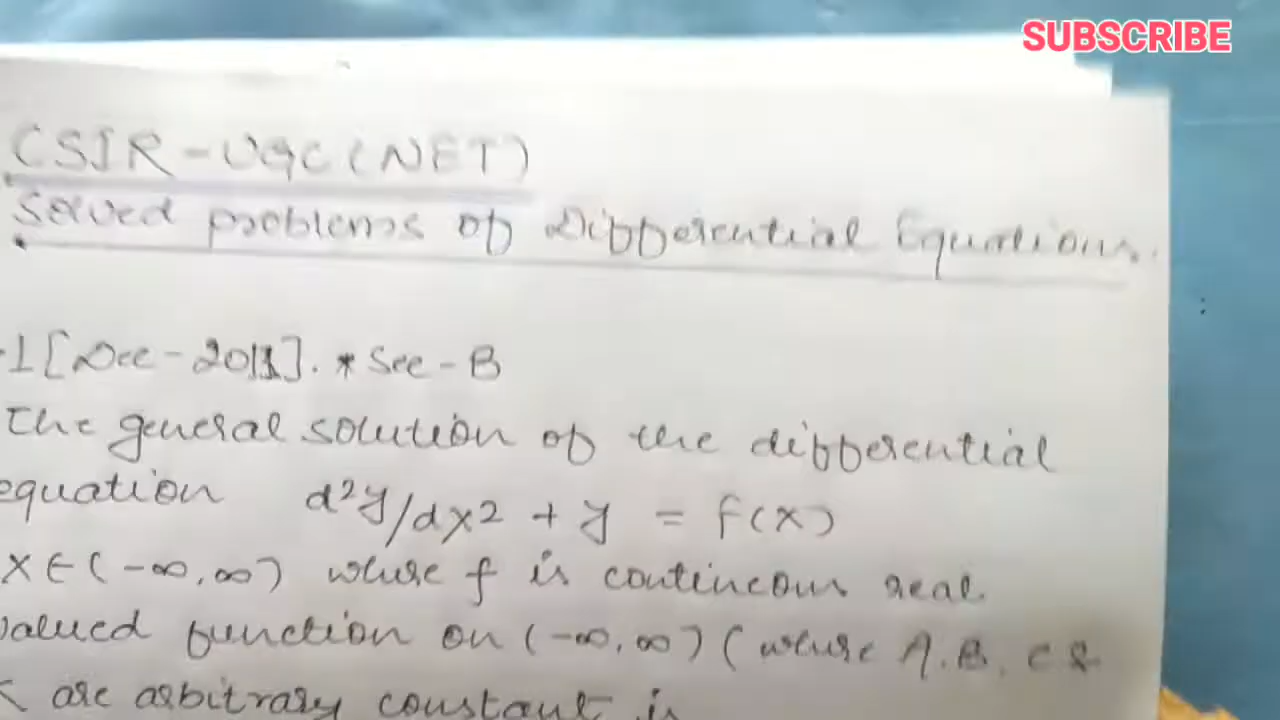 SUBSCRIBE
CSIR-UGC(NET)
Solved problems of Differential Equations.
1 [Dec-2011]. * Sec-B
The general solution of the differential
equation d²y/dx2 + y = f(x)
x∈(-∞,∞) where f is contineous real
valued function on (-∞,∞) (where A.B, C &
K are arbitrary constant is